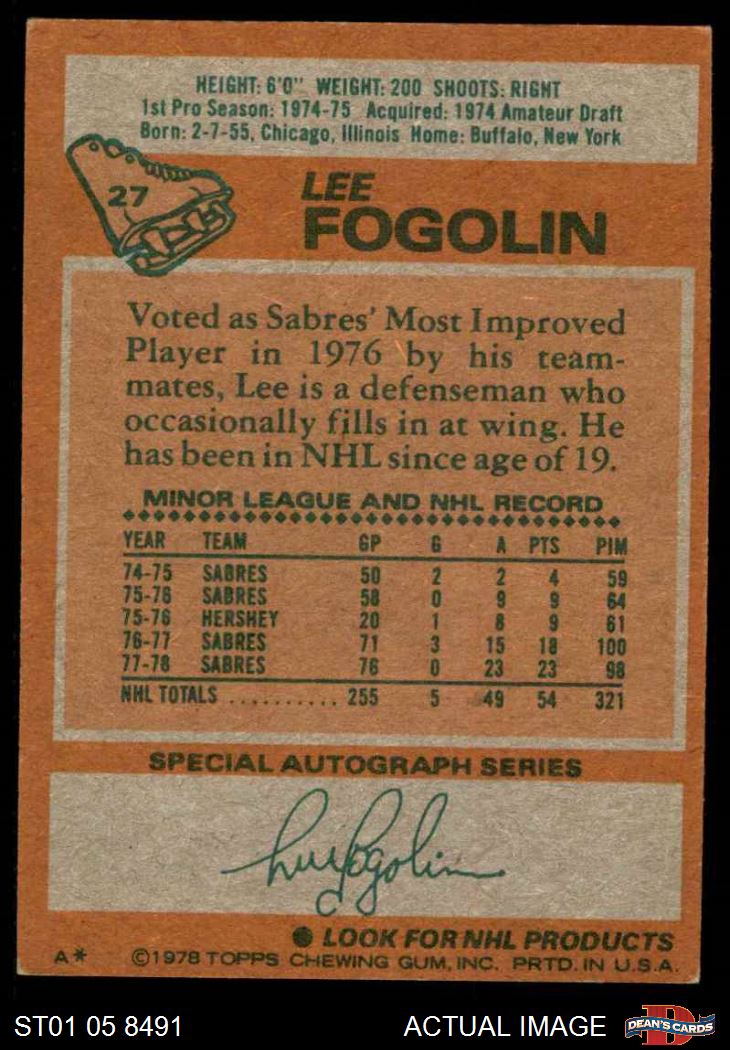 HEIGHT: 6'0" WEIGHT: 200 SHOOTS: RIGHT
1st Pro Season: 1974-75 Acquired: 1974 Amateur Draft
Born: 2-7-55, Chicago, Illinois Home: Buffalo, New York
27
LEE
FOGOLIN
Voted as Sabres' Most Improved
Player in 1976 by his team-
mates, Lee is a defenseman who
occasionally fills in at wing. He
has been in NHL since age of 19.
MINOR LEAGUE AND NHL RECORD
YEAR TEAM GP G A PTS PIM
74-75 SABRES 50 2 2 4 59
75-76 SABRES 58 0 9 9 64
75-76 HERSHEY 20 1 8 9 61
76-77 SABRES 71 3 15 18 100
77-78 SABRES 76 0 23 23 98
NHL TOTALS .......... 255 5 49 54 321
SPECIAL AUTOGRAPH SERIES
Lee Fogolin
LOOK FOR NHL PRODUCTS
A* ©1978 TOPPS CHEWING GUM, INC. PRTD. IN U.S.A.
ST01 05 8491 ACTUAL IMAGE D DEAN'S CARDS